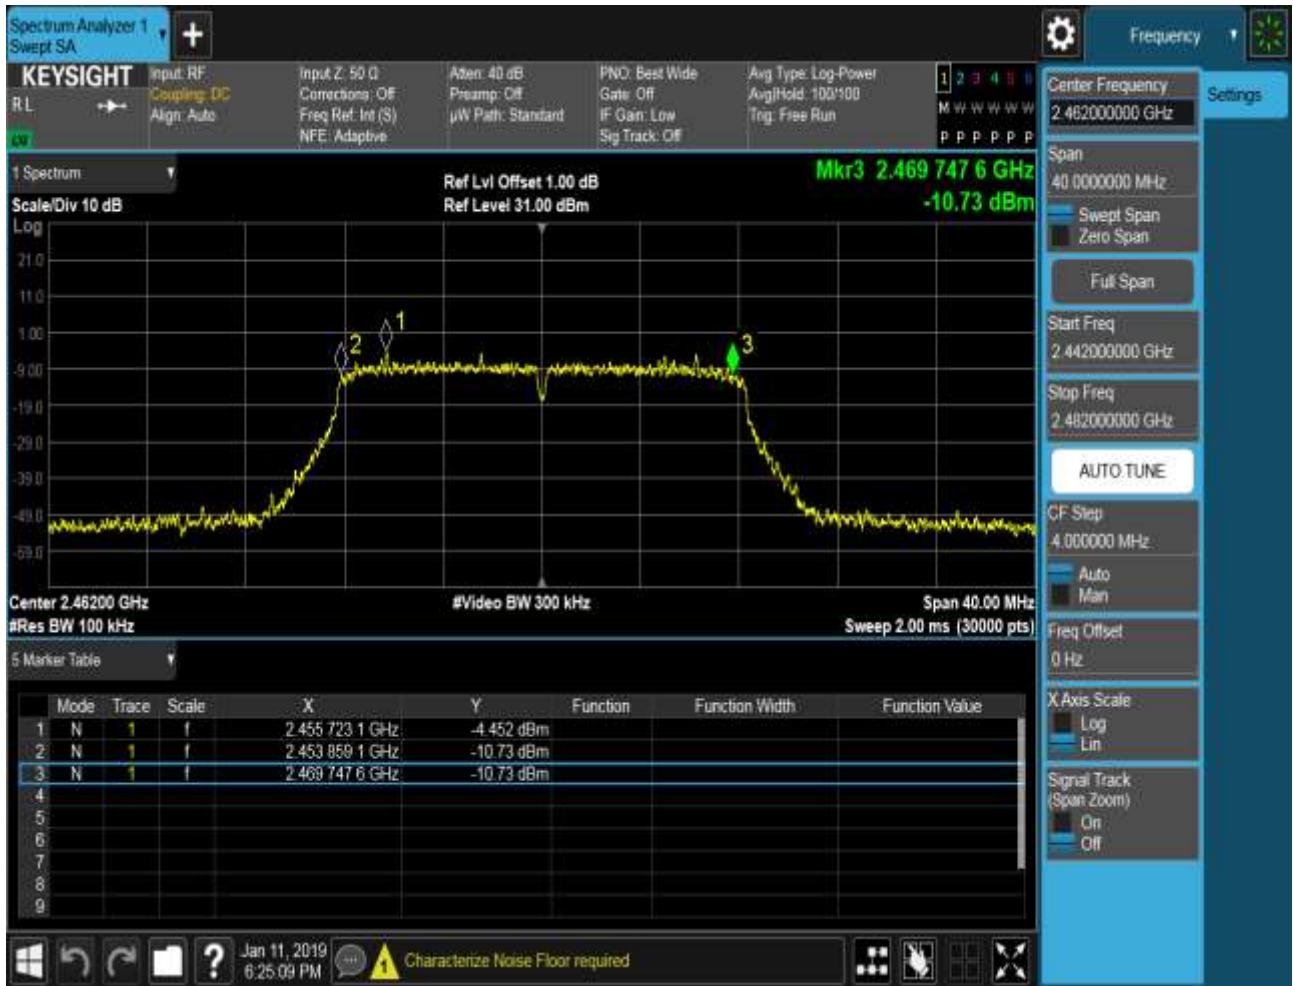 Spectrum Analyzer 1
Swept SA
+
Frequency
KEYSIGHT
RL
Input: RF
Coupling: DC
Align: Auto
Input Z: 50 Ω
Corrections: Off
Freq Ref: Int (S)
NFE: Adaptive
Atten: 40 dB
Preamp: Off
µW Path: Standard
PNO: Best Wide
Gate: Off
IF Gain: Low
Sig Track: Off
Avg Type: Log-Power
Avg|Hold: 100/100
Trig: Free Run
1 2 3 4 5 6
M W W W W W
P P P P P P
1 Spectrum
Scale/Div 10 dB
Ref Lvl Offset 1.00 dB
Ref Level 31.00 dBm
Mkr3 2.469 747 6 GHz
-10.73 dBm
Log
21.0
11.0
1.00
-9.00
-19.0
-29.0
-39.0
-49.0
-59.0
1
2
3
Center 2.46200 GHz
#Res BW 100 kHz
#Video BW 300 kHz
Span 40.00 MHz
Sweep 2.00 ms (30000 pts)
5 Marker Table
Mode Trace Scale X Y Function Function Width Function Value
1 N 1 f 2.455 723 1 GHz -4.452 dBm
2 N 1 f 2.453 859 1 GHz -10.73 dBm
3 N 1 f 2.469 747 6 GHz -10.73 dBm
4
5
6
7
8
9
?
Jan 11, 2019
6:25:09 PM
1
Characterize Noise Floor required
Center Frequency
2.462000000 GHz
Settings
Span
40.0000000 MHz
Swept Span
Zero Span
Full Span
Start Freq
2.442000000 GHz
Stop Freq
2.482000000 GHz
AUTO TUNE
CF Step
4.000000 MHz
Auto
Man
Freq Offset
0 Hz
X Axis Scale
Log
Lin
Signal Track
(Span Zoom)
On
Off